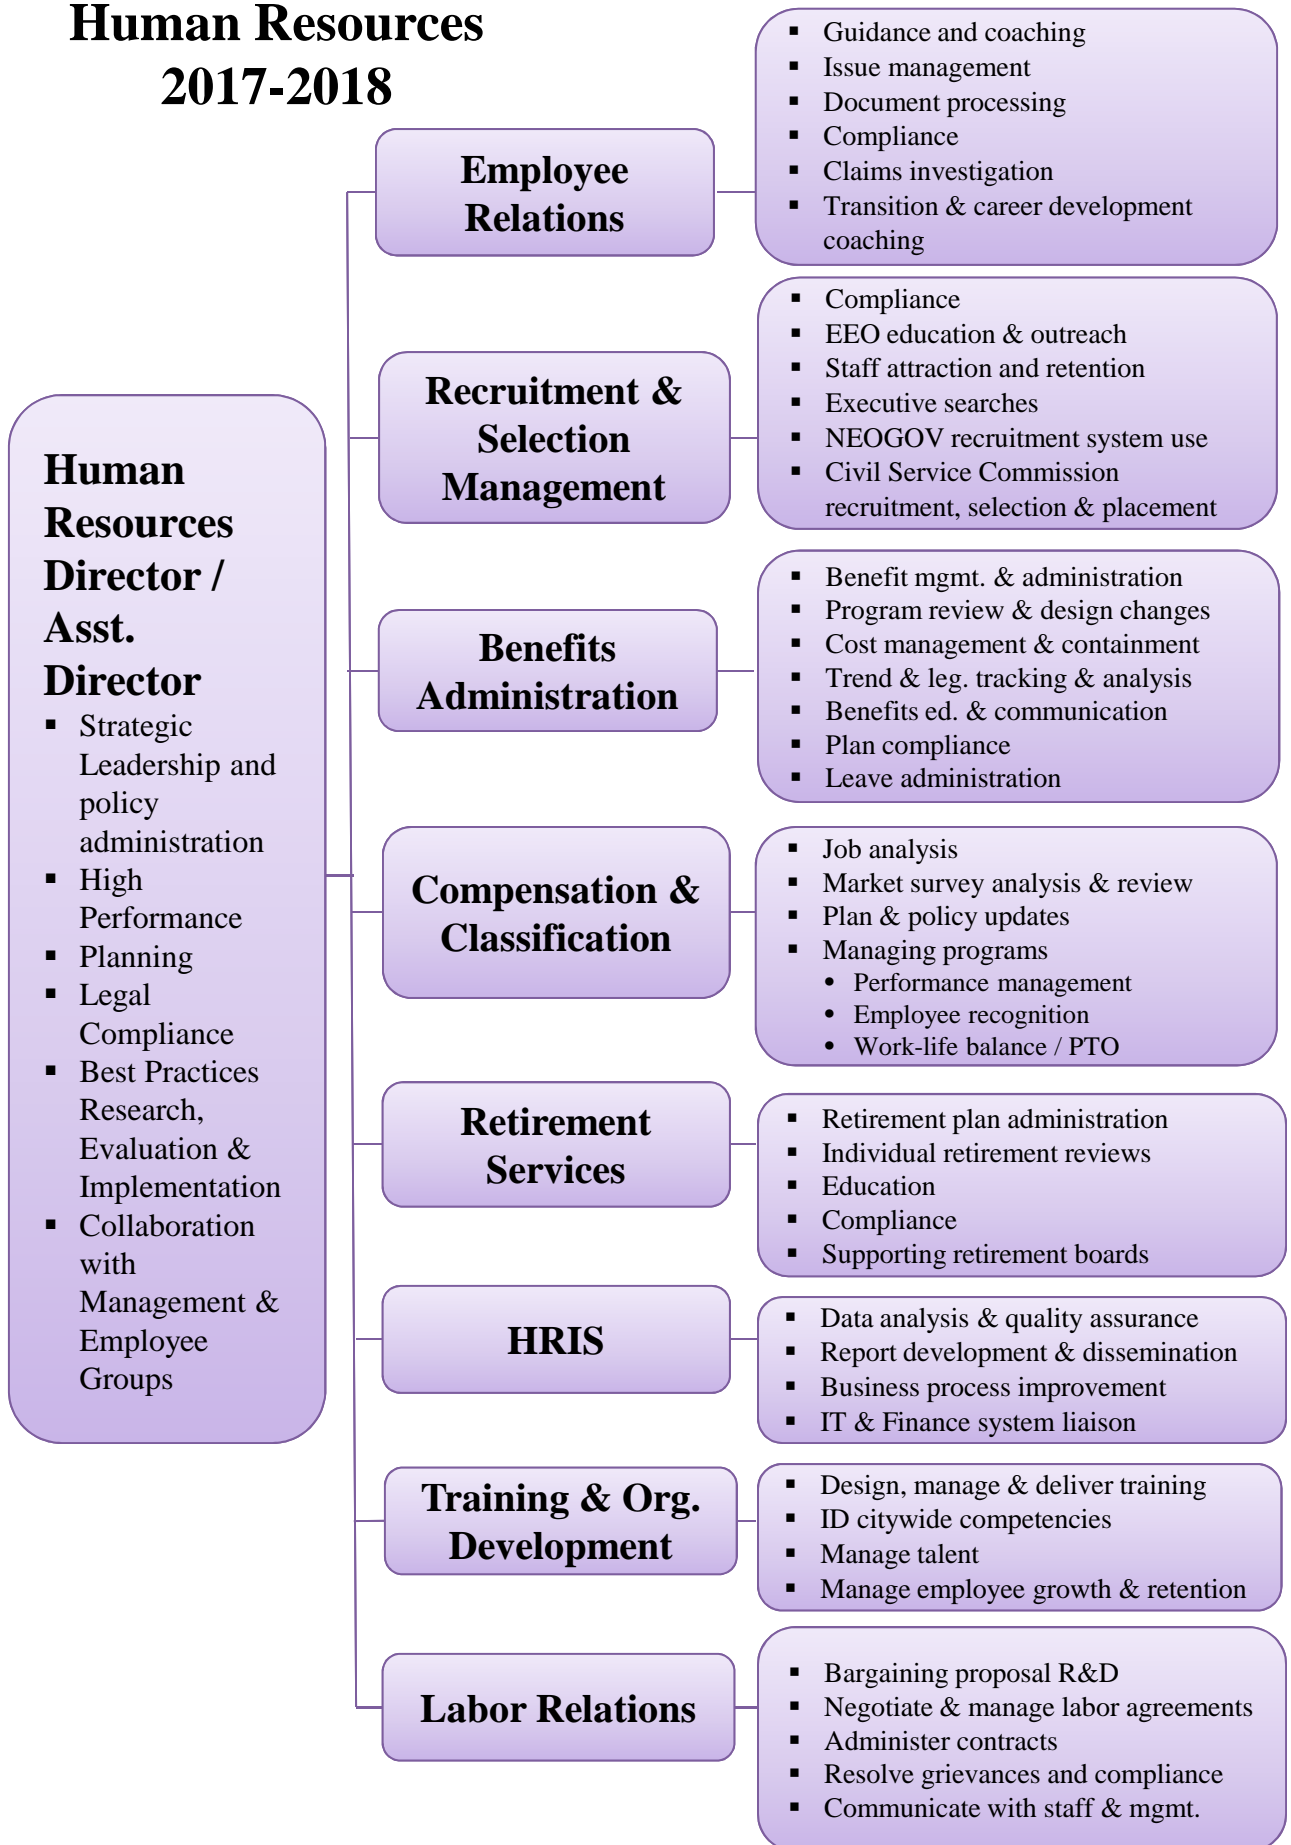 Human Resources
2017-2018
Human
Resources
Director /
Asst.
Director
▪ Strategic
Leadership and
policy
administration
▪ High
Performance
▪ Planning
▪ Legal
Compliance
▪ Best Practices
Research,
Evaluation &
Implementation
▪ Collaboration
with
Management &
Employee
Groups
Employee
Relations
▪ Guidance and coaching
▪ Issue management
▪ Document processing
▪ Compliance
▪ Claims investigation
▪ Transition & career development
coaching
Recruitment &
Selection
Management
▪ Compliance
▪ EEO education & outreach
▪ Staff attraction and retention
▪ Executive searches
▪ NEOGOV recruitment system use
▪ Civil Service Commission
recruitment, selection & placement
Benefits
Administration
▪ Benefit mgmt. & administration
▪ Program review & design changes
▪ Cost management & containment
▪ Trend & leg. tracking & analysis
▪ Benefits ed. & communication
▪ Plan compliance
▪ Leave administration
Compensation &
Classification
▪ Job analysis
▪ Market survey analysis & review
▪ Plan & policy updates
▪ Managing programs
• Performance management
• Employee recognition
• Work-life balance / PTO
Retirement
Services
▪ Retirement plan administration
▪ Individual retirement reviews
▪ Education
▪ Compliance
▪ Supporting retirement boards
HRIS
▪ Data analysis & quality assurance
▪ Report development & dissemination
▪ Business process improvement
▪ IT & Finance system liaison
Training & Org.
Development
▪ Design, manage & deliver training
▪ ID citywide competencies
▪ Manage talent
▪ Manage employee growth & retention
Labor Relations
▪ Bargaining proposal R&D
▪ Negotiate & manage labor agreements
▪ Administer contracts
▪ Resolve grievances and compliance
▪ Communicate with staff & mgmt.